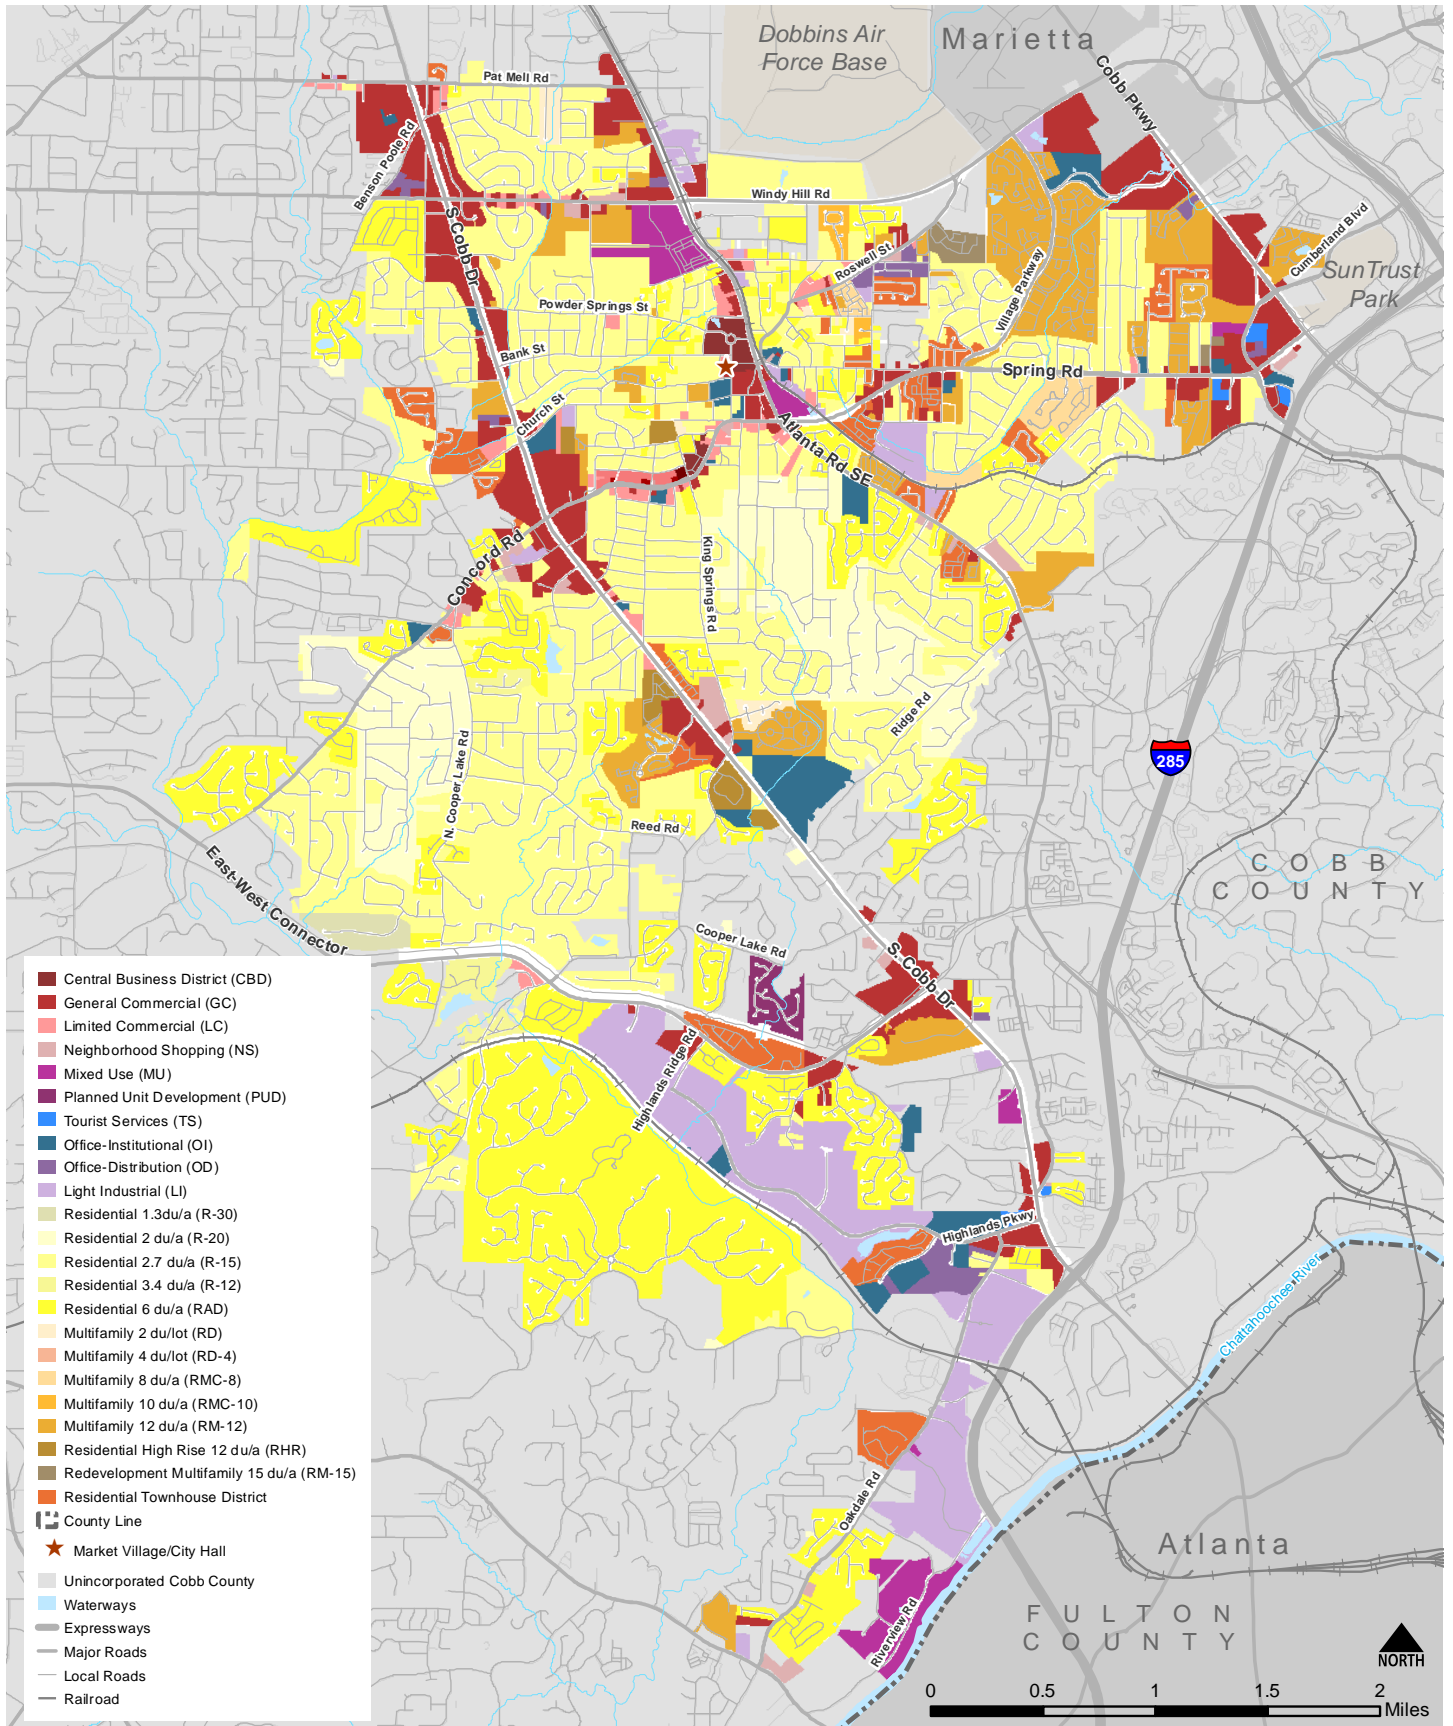 Dobbins Air
Force Base
Marietta
Cobb Pkwy
Pat Mell Rd
Benson Poole Rd
Windy Hill Rd
S Cobb Dr
Roswell St
Village Parkway
Cumberland Blvd
SunTrust
Park
Powder Springs St
Bank St
Spring Rd
Church St
Atlanta Rd SE
Concord Rd
King Springs Rd
Ridge Rd
N. Cooper Lake Rd
285
Reed Rd
East-West Connector
COBB
COUNTY
Cooper Lake Rd
S. Cobb Dr
Highlands Ridge Rd
Highlands Pkwy
Chattahoochee River
Oakdale Rd
Riverview Rd
Atlanta
FULTON
COUNTY
Central Business District (CBD)
General Commercial (GC)
Limited Commercial (LC)
Neighborhood Shopping (NS)
Mixed Use (MU)
Planned Unit Development (PUD)
Tourist Services (TS)
Office-Institutional (OI)
Office-Distribution (OD)
Light Industrial (LI)
Residential 1.3du/a (R-30)
Residential 2 du/a (R-20)
Residential 2.7 du/a (R-15)
Residential 3.4 du/a (R-12)
Residential 6 du/a (RAD)
Multifamily 2 du/lot (RD)
Multifamily 4 du/lot (RD-4)
Multifamily 8 du/a (RMC-8)
Multifamily 10 du/a (RMC-10)
Multifamily 12 du/a (RM-12)
Residential High Rise 12 du/a (RHR)
Redevelopment Multifamily 15 du/a (RM-15)
Residential Townhouse District
County Line
Market Village/City Hall
Unincorporated Cobb County
Waterways
Expressways
Major Roads
Local Roads
Railroad
NORTH
0 0.5 1 1.5 2
Miles